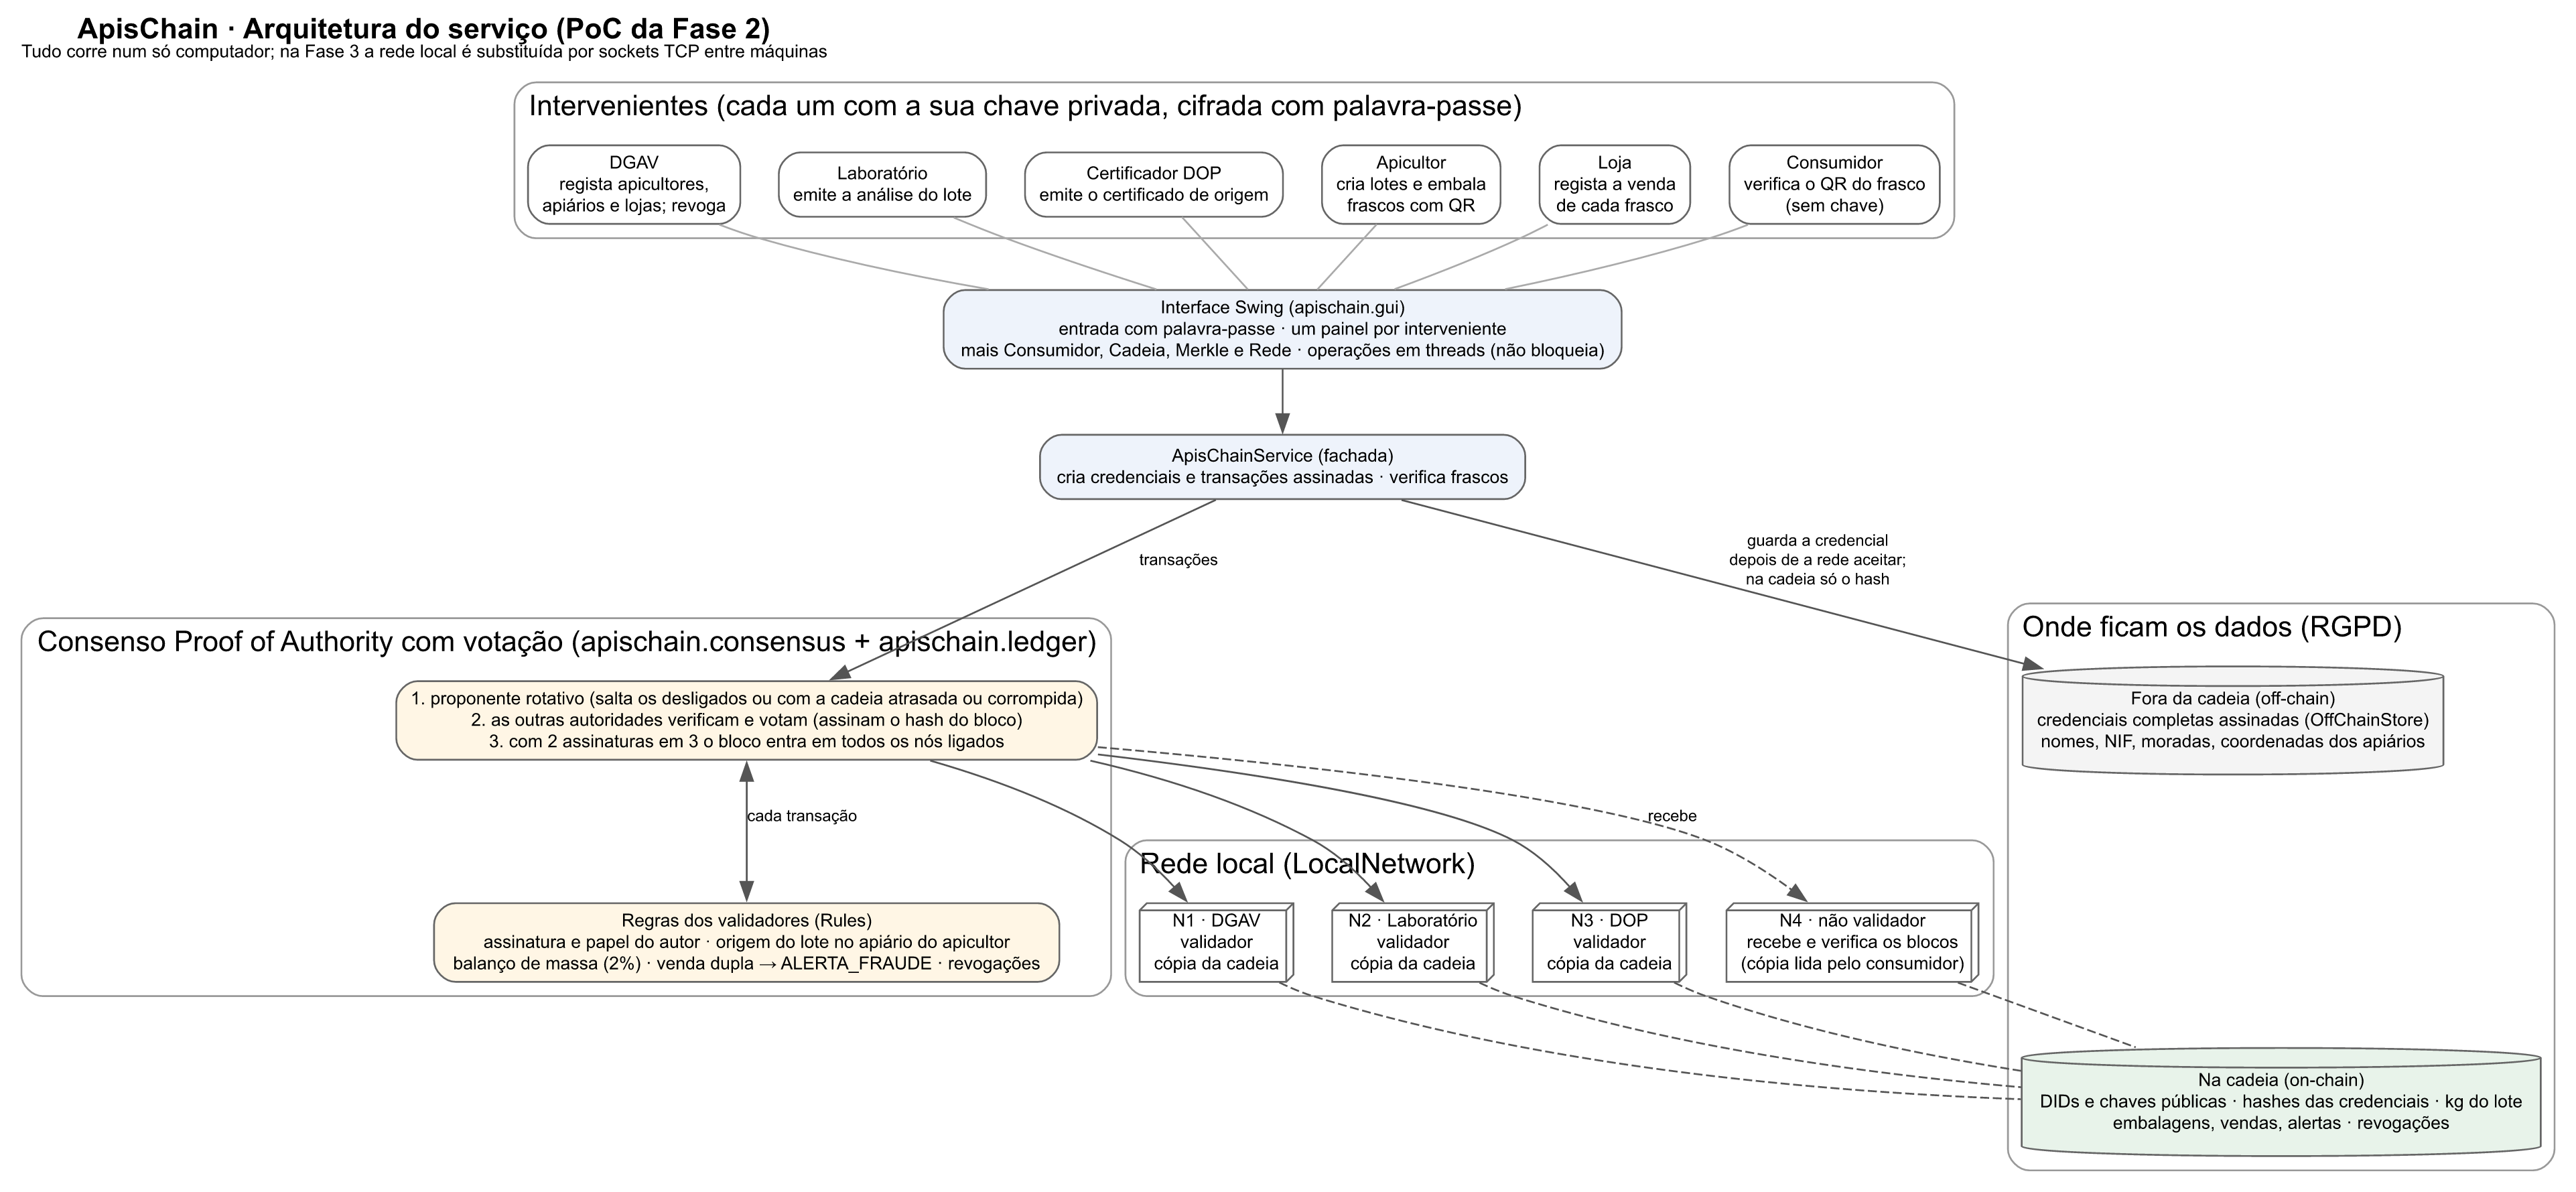 ApisChain · Arquitetura do serviço (PoC da Fase 2)
Tudo corre num só computador; na Fase 3 a rede local é substituída por sockets TCP entre máquinas
Intervenientes (cada um com a sua chave privada, cifrada com palavra-passe)
DGAV
regista apicultores,
apiários e lojas; revoga
Laboratório
emite a análise do lote
Certificador DOP
emite o certificado de origem
Apicultor
cria lotes e embala
frascos com QR
Loja
regista a venda
de cada frasco
Consumidor
verifica o QR do frasco
(sem chave)
Interface Swing (apischain.gui)
entrada com palavra-passe · um painel por interveniente
mais Consumidor, Cadeia, Merkle e Rede · operações em threads (não bloqueia)
ApisChainService (fachada)
cria credenciais e transações assinadas · verifica frascos
transações
guarda a credencial
depois de a rede aceitar;
na cadeia só o hash
Consenso Proof of Authority com votação (apischain.consensus + apischain.ledger)
1. proponente rotativo (salta os desligados ou com a cadeia atrasada ou corrompida)
2. as outras autoridades verificam e votam (assinam o hash do bloco)
3. com 2 assinaturas em 3 o bloco entra em todos os nós ligados
cada transação
Regras dos validadores (Rules)
assinatura e papel do autor · origem do lote no apiário do apicultor
balanço de massa (2%) · venda dupla → ALERTA_FRAUDE · revogações
recebe
Rede local (LocalNetwork)
N1 · DGAV
validador
cópia da cadeia
N2 · Laboratório
validador
cópia da cadeia
N3 · DOP
validador
cópia da cadeia
N4 · não validador
recebe e verifica os blocos
(cópia lida pelo consumidor)
Onde ficam os dados (RGPD)
Fora da cadeia (off-chain)
credenciais completas assinadas (OffChainStore)
nomes, NIF, moradas, coordenadas dos apiários
Na cadeia (on-chain)
DIDs e chaves públicas · hashes das credenciais · kg do lote
embalagens, vendas, alertas · revogações